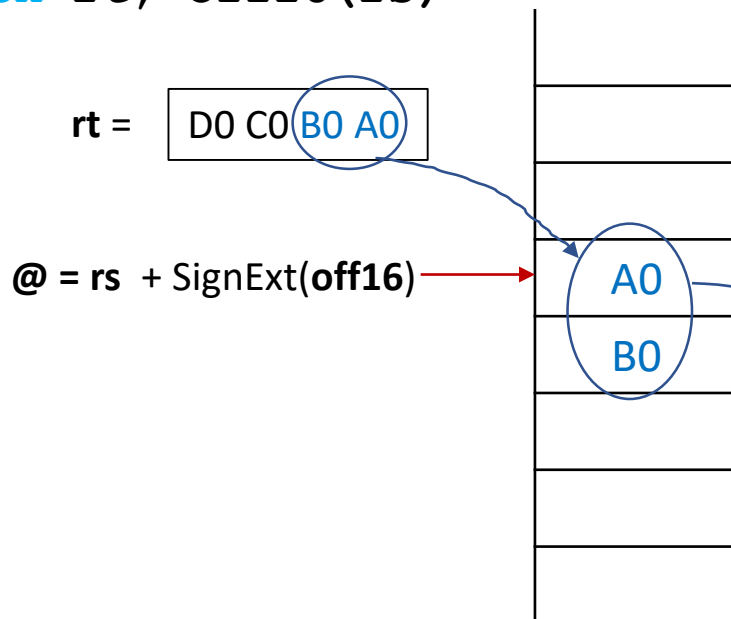 rt = D0 C0 B0 A0
@ = rs + SignExt(off16)
A0
B0